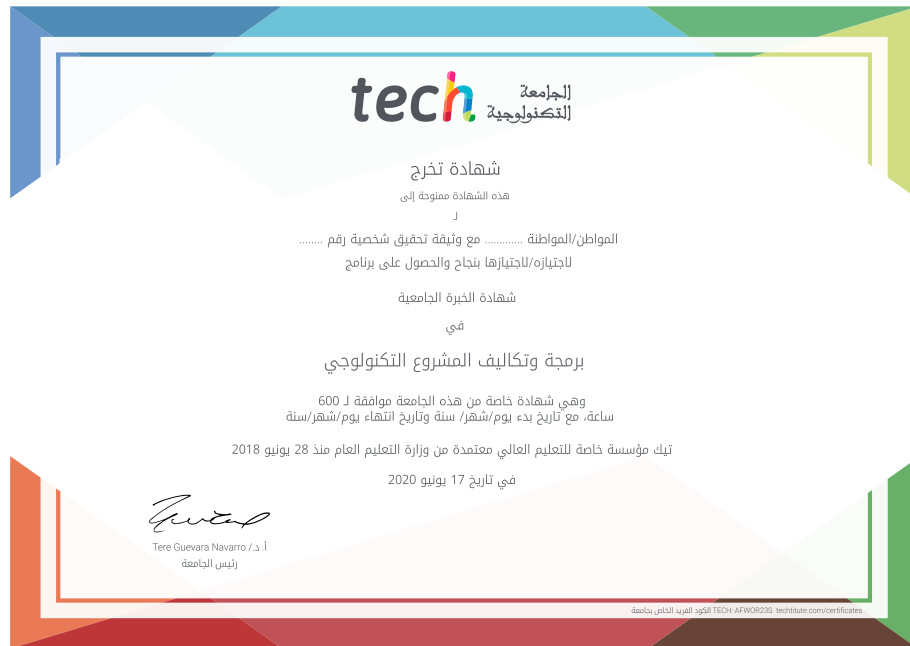 tech
الجامعة
التكنولوجية
شهادة تخرج
هذه الشهادة ممنوحة إلى
لـ
المواطن/المواطنة ............ مع وثيقة تحقيق شخصية رقم ........
لاجتيازه/لاجتيازها بنجاح والحصول على برنامج
شهادة الخبرة الجامعية
في
برمجة وتكاليف المشروع التكنولوجي
وهي شهادة خاصة من هذه الجامعة موافقة لـ 600
ساعة، مع تاريخ بدء يوم/شهر/ سنة وتاريخ انتهاء يوم/شهر/سنة
تيك مؤسسة خاصة للتعليم العالي معتمدة من وزارة التعليم العام منذ 28 يونيو 2018
في تاريخ 17 يونيو 2020
أ. د./ Tere Guevara Navarro
رئيس الجامعة
الكود الفريد الخاص بجامعة TECH: AFWOR23S techtitute.com/certificates